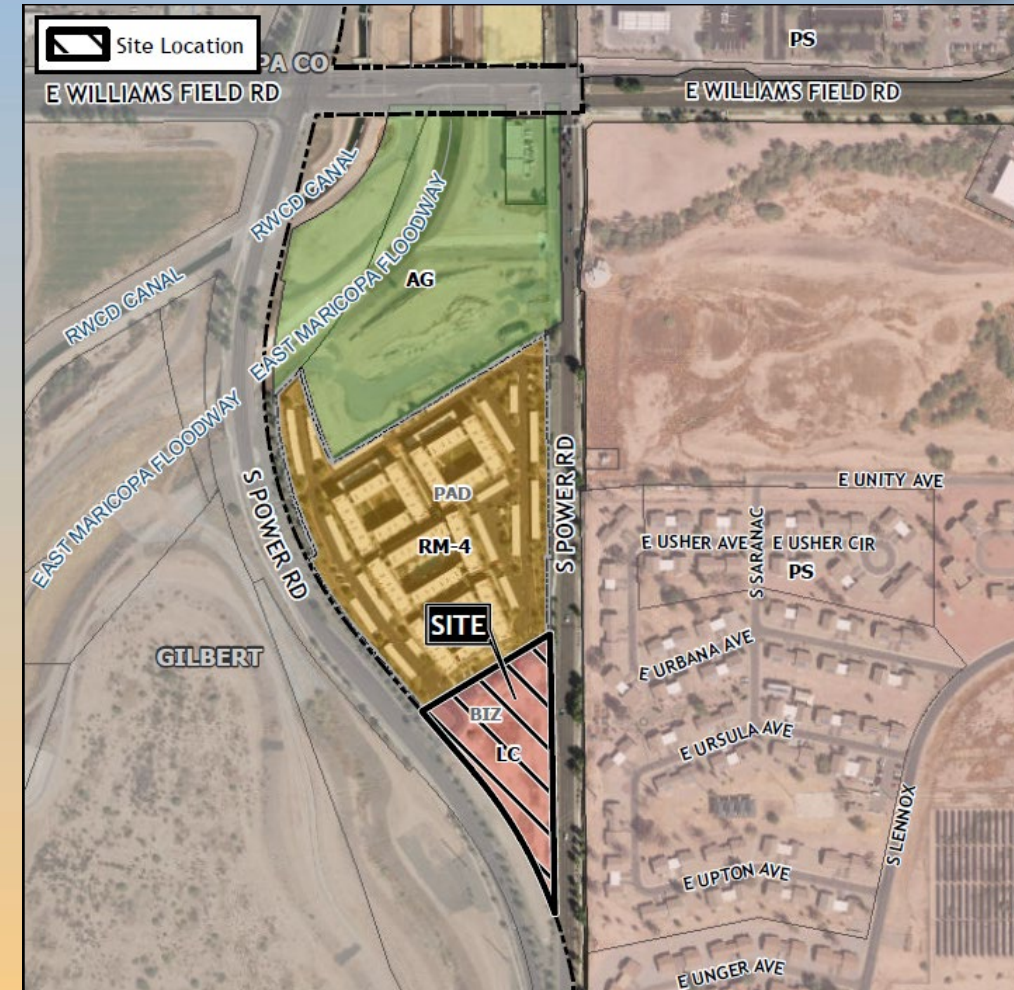 Site Location
PS
PA CO
E WILLIAMS FIELD RD
E WILLIAMS FIELD RD
RWCD CANAL
RWCD CANAL
EAST MARICOPA FLOODWAY
AG
EAST MARICOPA FLOODWAY
S POWER RD
S POWER RD
PAD
RM-4
E UNITY AVE
E USHER AVE
S SARANAC
E USHER CIR
PS
SITE
GILBERT
E URBANA AVE
BIZ
LC
E URSULA AVE
S LENNOX
E UPTON AVE
E UNGER AVE